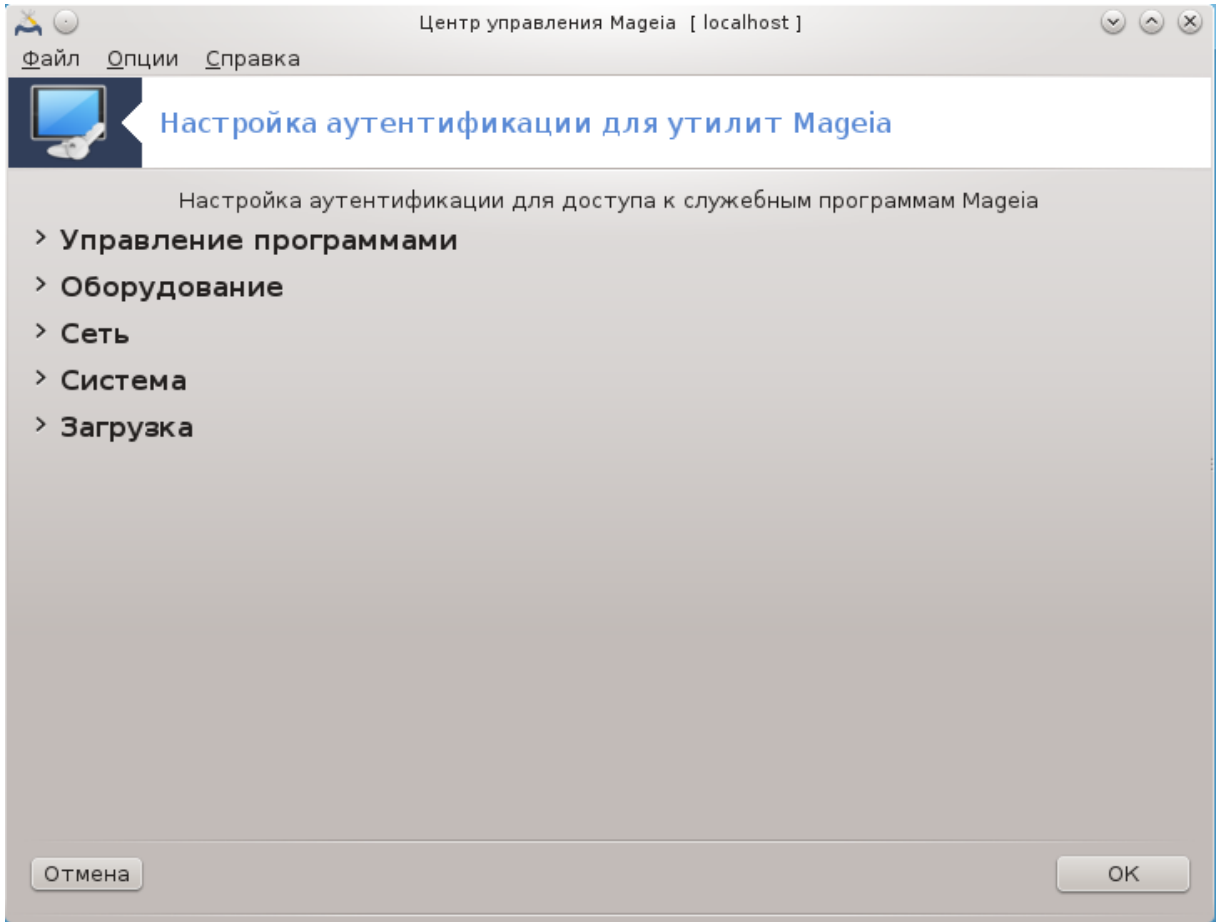 Центр управления Mageia [ localhost ]
Файл Опции Справка
Настройка аутентификации для утилит Mageia
Настройка аутентификации для доступа к служебным программам Mageia
Управление программами
Оборудование
Сеть
Система
Загрузка
Отмена
ОК